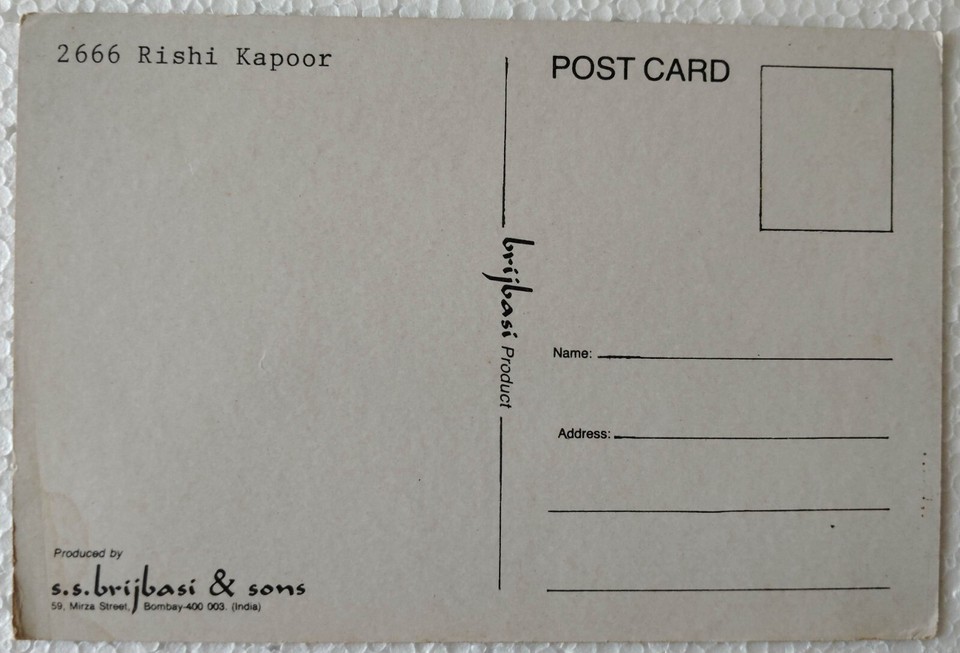 2666 Rishi Kapoor
POST CARD
brijbasi Product
Name:
Address:
Produced by
s.s.brijbasi & sons
59, Mirza Street, Bombay-400 003. (India)